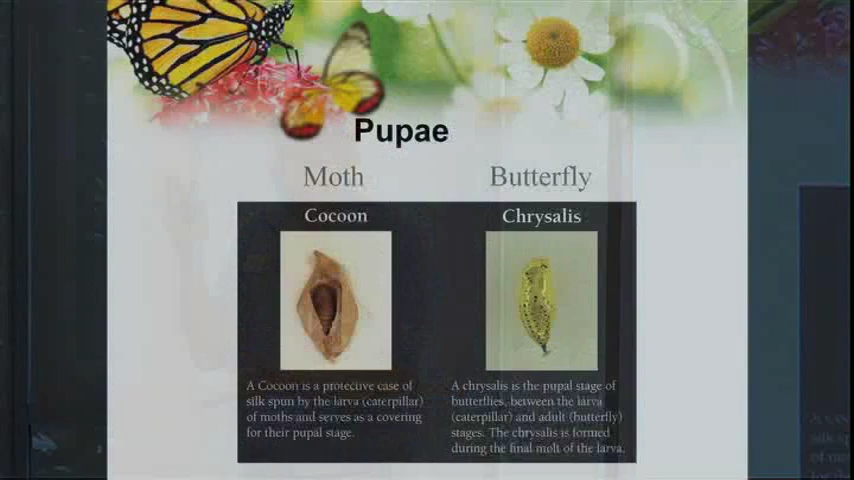 Pupae
Moth
Butterfly
Cocoon
Chrysalis
A Cocoon is a protective case of
silk spun by the larva (caterpillar)
of moths and serves as a covering
for their pupal stage.
A chrysalis is the pupal stage of
butterflies, between the larva
(caterpillar) and adult (butterfly)
stages. The chrysalis is formed
during the final molt of the larva.